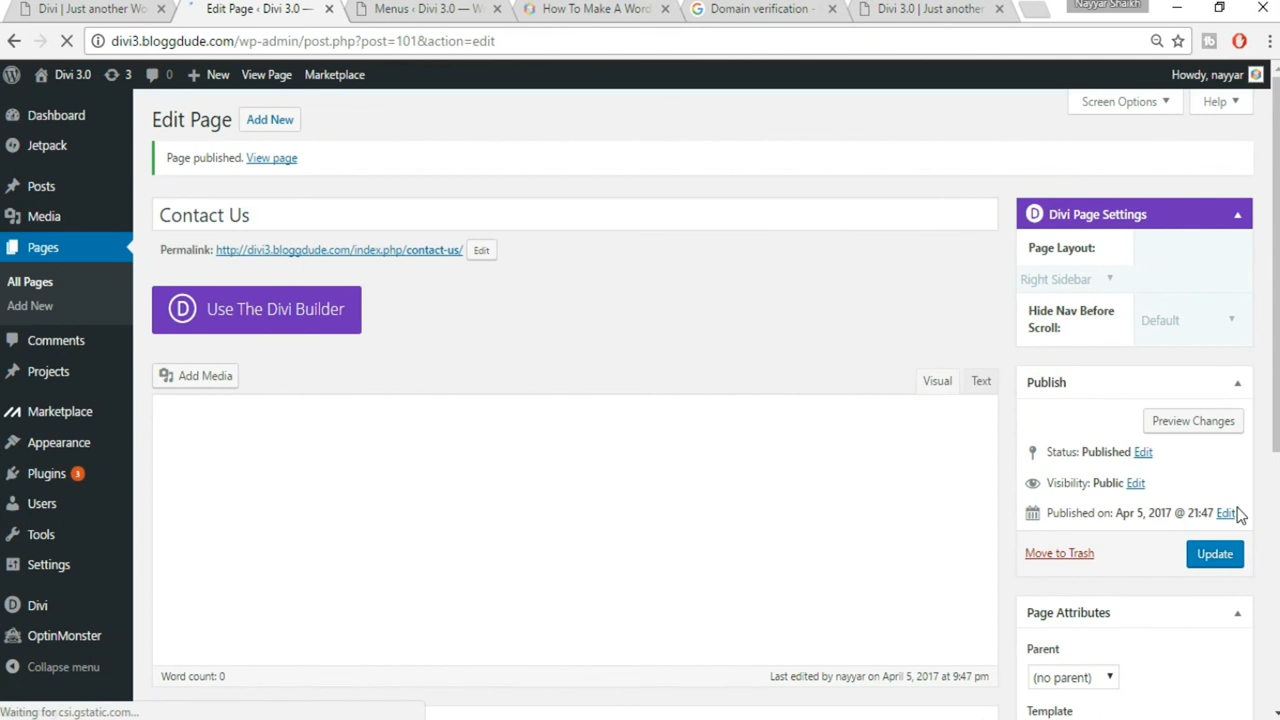 Divi | Just another Wo
Edit Page ‹ Divi 3.0 —
Menus ‹ Divi 3.0 — W
How To Make A Word
Domain verification -
Divi 3.0 | Just another
Nayyar Shaikh
divi3.bloggdude.com/wp-admin/post.php?post=101&action=edit
Divi 3.0
3
0
New
View Page
Marketplace
Howdy, nayyar
Dashboard
Jetpack
Posts
Media
Pages
All Pages
Add New
Comments
Projects
Marketplace
Appearance
Plugins 3
Users
Tools
Settings
Divi
OptinMonster
Collapse menu
Screen Options
Help
Edit Page
Add New
Page published. View page
Contact Us
Permalink: http://divi3.bloggdude.com/index.php/contact-us/ Edit
D Use The Divi Builder
Add Media
Visual
Text
Word count: 0
Last edited by nayyar on April 5, 2017 at 9:47 pm
D Divi Page Settings
Page Layout:
Right Sidebar
Hide Nav Before
Scroll:
Default
Publish
Preview Changes
Status: Published Edit
Visibility: Public Edit
Published on: Apr 5, 2017 @ 21:47 Edit
Move to Trash
Update
Page Attributes
Parent
(no parent)
Template
Waiting for csi.gstatic.com...